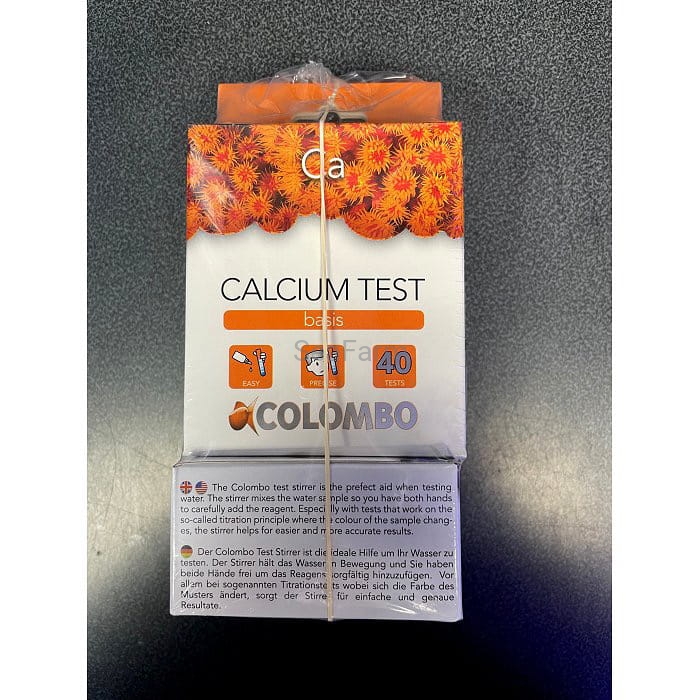 Ca
CALCIUM TEST
basis
EASY
PRECISE
40
TESTS
COLOMBO
The Colombo test stirrer is the prefect aid when testing
water. The stirrer mixes the water sample so you have both hands
to carefully add the reagent. Especially with tests that work on the
so-called titration principle where the colour of the sample chang-
es, the stirrer helps for easier and more accurate results.
Der Colombo Test Stirrer ist die ideale Hilfe um Ihr Wasser zu
testen. Der Stirrer hält das Wasser in Bewegung und Sie haben
beide Hände frei um das Reagens sorgfältig hinzuzufügen. Vor
allem bei sogenannten Titrationstests wobei sich die Farbe des
Musters ändert, sorgt der Stirrer für einfache und genaue
Resultate.